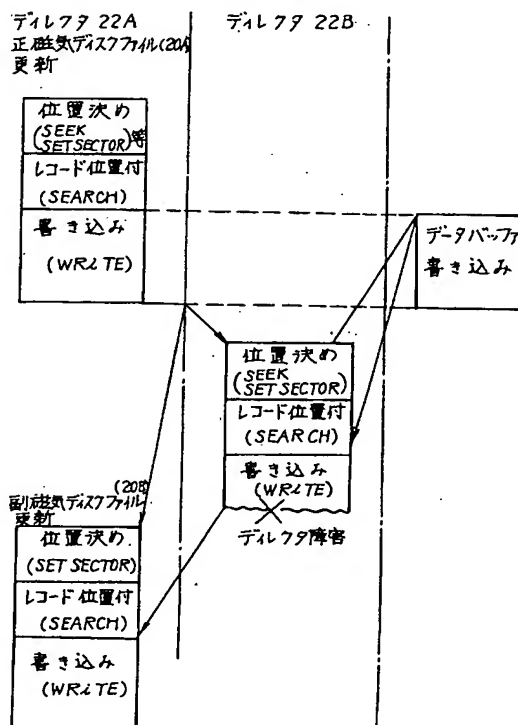 ディレクタ 22A
正磁気ディスクファイル(20A)
更新
位置決め
(SEEK
SETSECTOR)等
レコード位置付
(SEARCH)
書き込み
(WRiTE)
ディレクタ 22B
データバッファ
書き込み
位置決め
(SEEK
SET SECTOR)
レコード位置付
(SEARCH)
書き込み
(WRiTE)
ディレクタ障害
(20B)
副磁気ディスクファイル
更新
位置決め
(SET SECTOR)
レコード位置付
(SEARCH)
書き込み
(WRiTE)